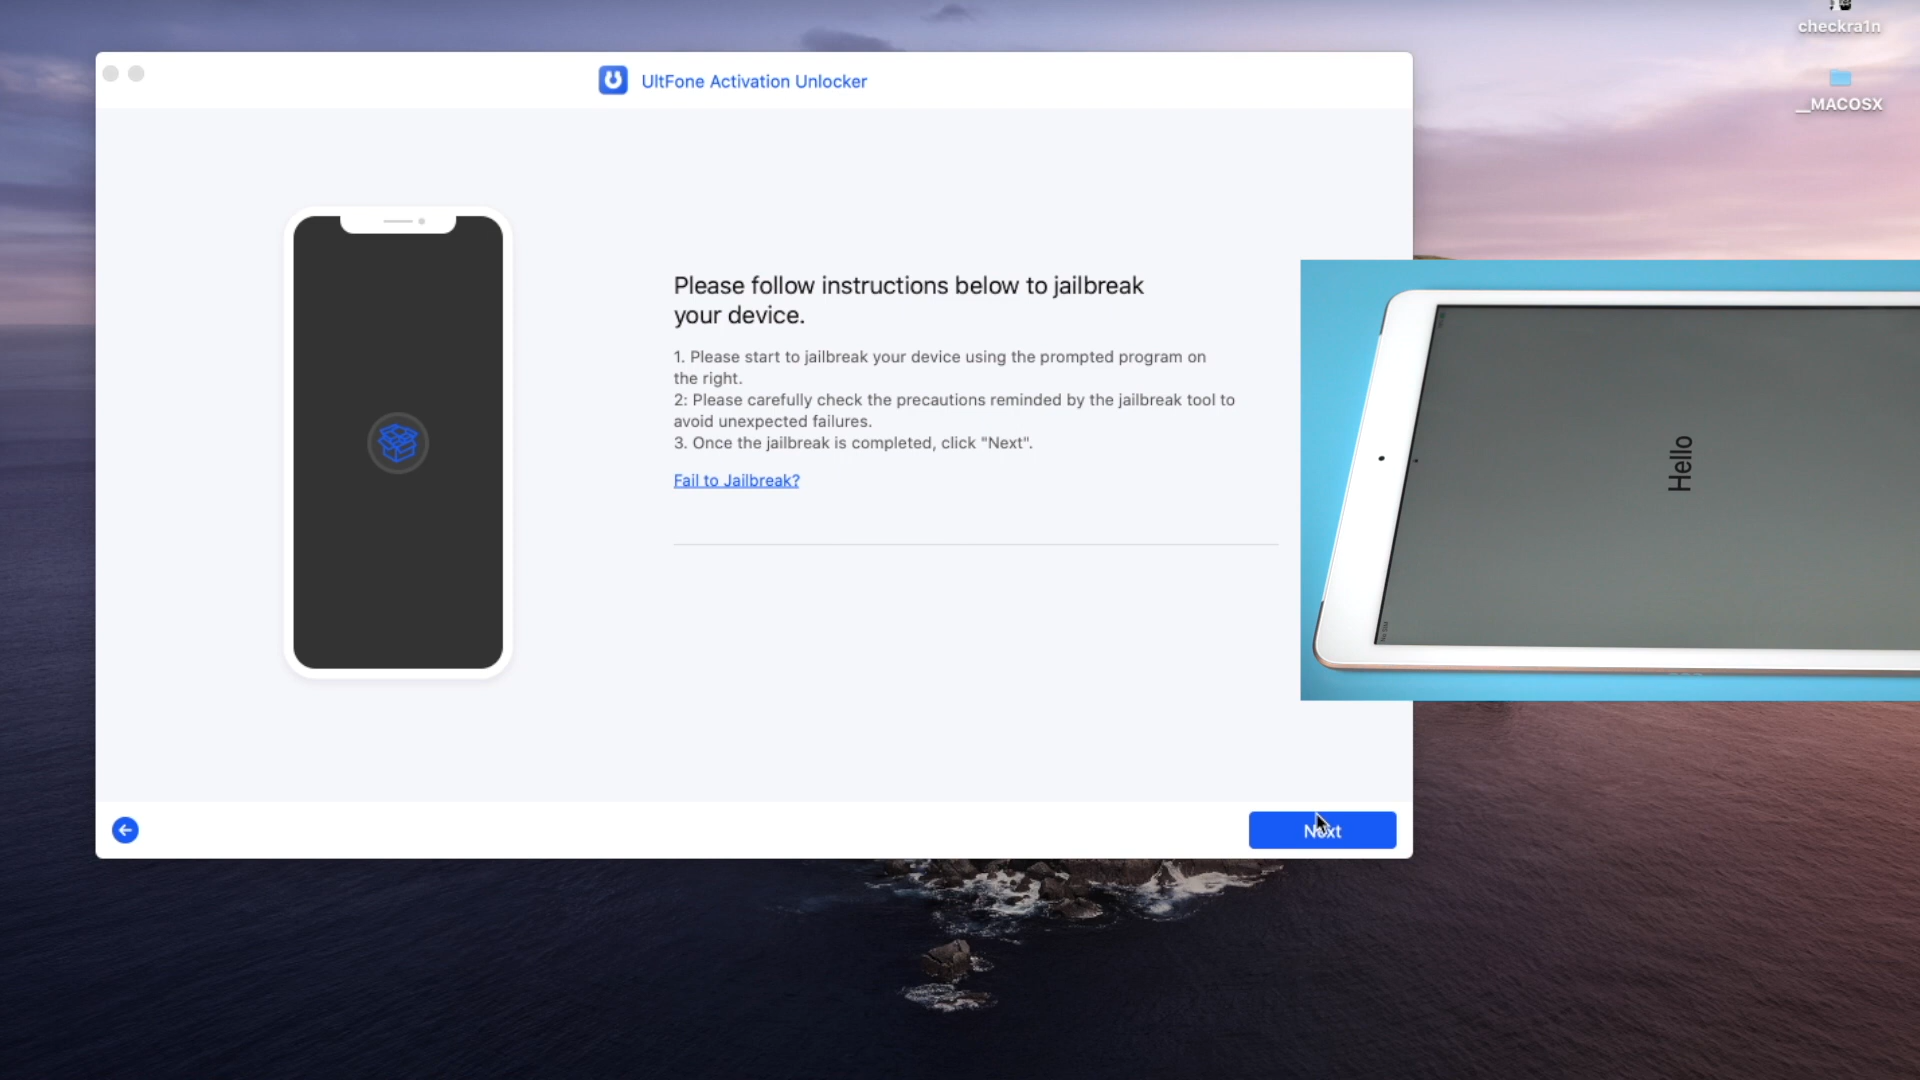 checkra1n
__MACOSX
UltFone Activation Unlocker
Please follow instructions below to jailbreak
your device.
1. Please start to jailbreak your device using the prompted program on
the right.
2: Please carefully check the precautions reminded by the jailbreak tool to
avoid unexpected failures.
3. Once the jailbreak is completed, click "Next".
Fail to Jailbreak?
Hello
Next